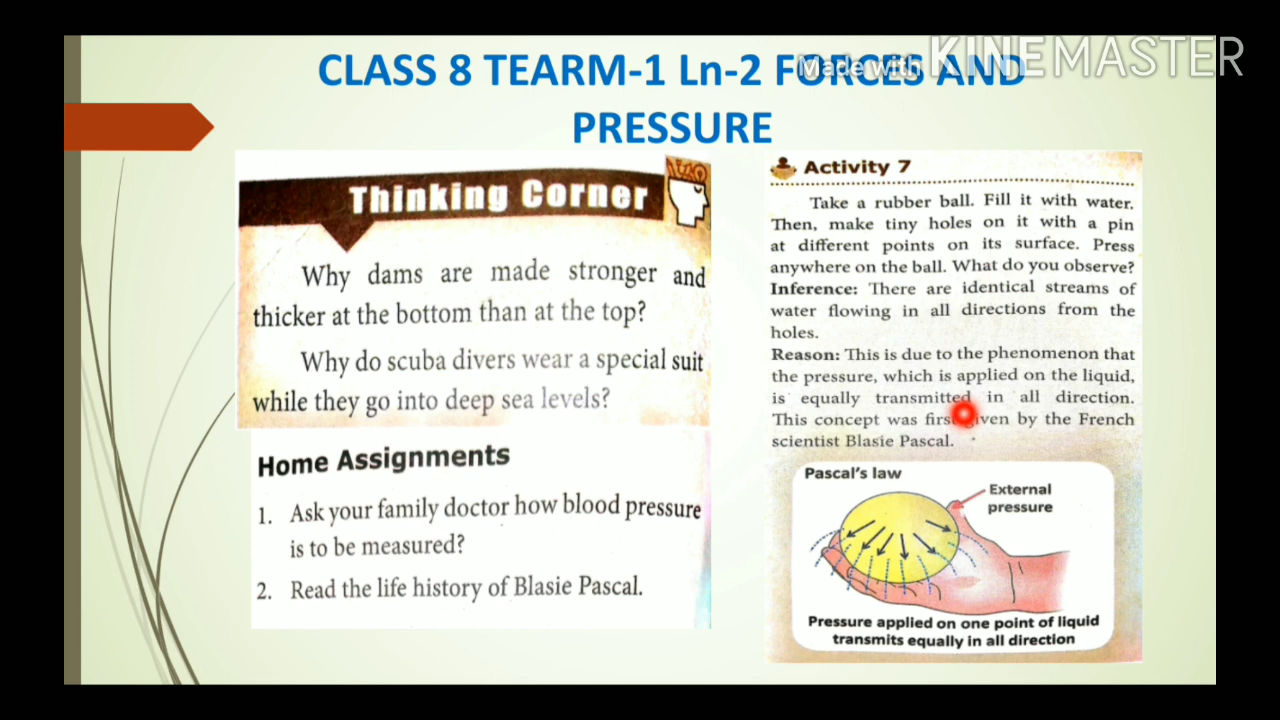 CLASS 8 TEARM-1 Ln-2 FORCES AND
PRESSURE
Made with KINEMASTER
Thinking Corner
Why dams are made stronger and
thicker at the bottom than at the top?
Why do scuba divers wear a special suit
while they go into deep sea levels?
Home Assignments
1. Ask your family doctor how blood pressure
is to be measured?
2. Read the life history of Blasie Pascal.
Activity 7
Take a rubber ball. Fill it with water.
Then, make tiny holes on it with a pin
at different points on its surface. Press
anywhere on the ball. What do you observe?
Inference: There are identical streams of
water flowing in all directions from the
holes.
Reason: This is due to the phenomenon that
the pressure, which is applied on the liquid,
is equally transmitted in all direction.
This concept was first given by the French
scientist Blasie Pascal.
Pascal's law
External
pressure
Pressure applied on one point of liquid
transmits equally in all direction